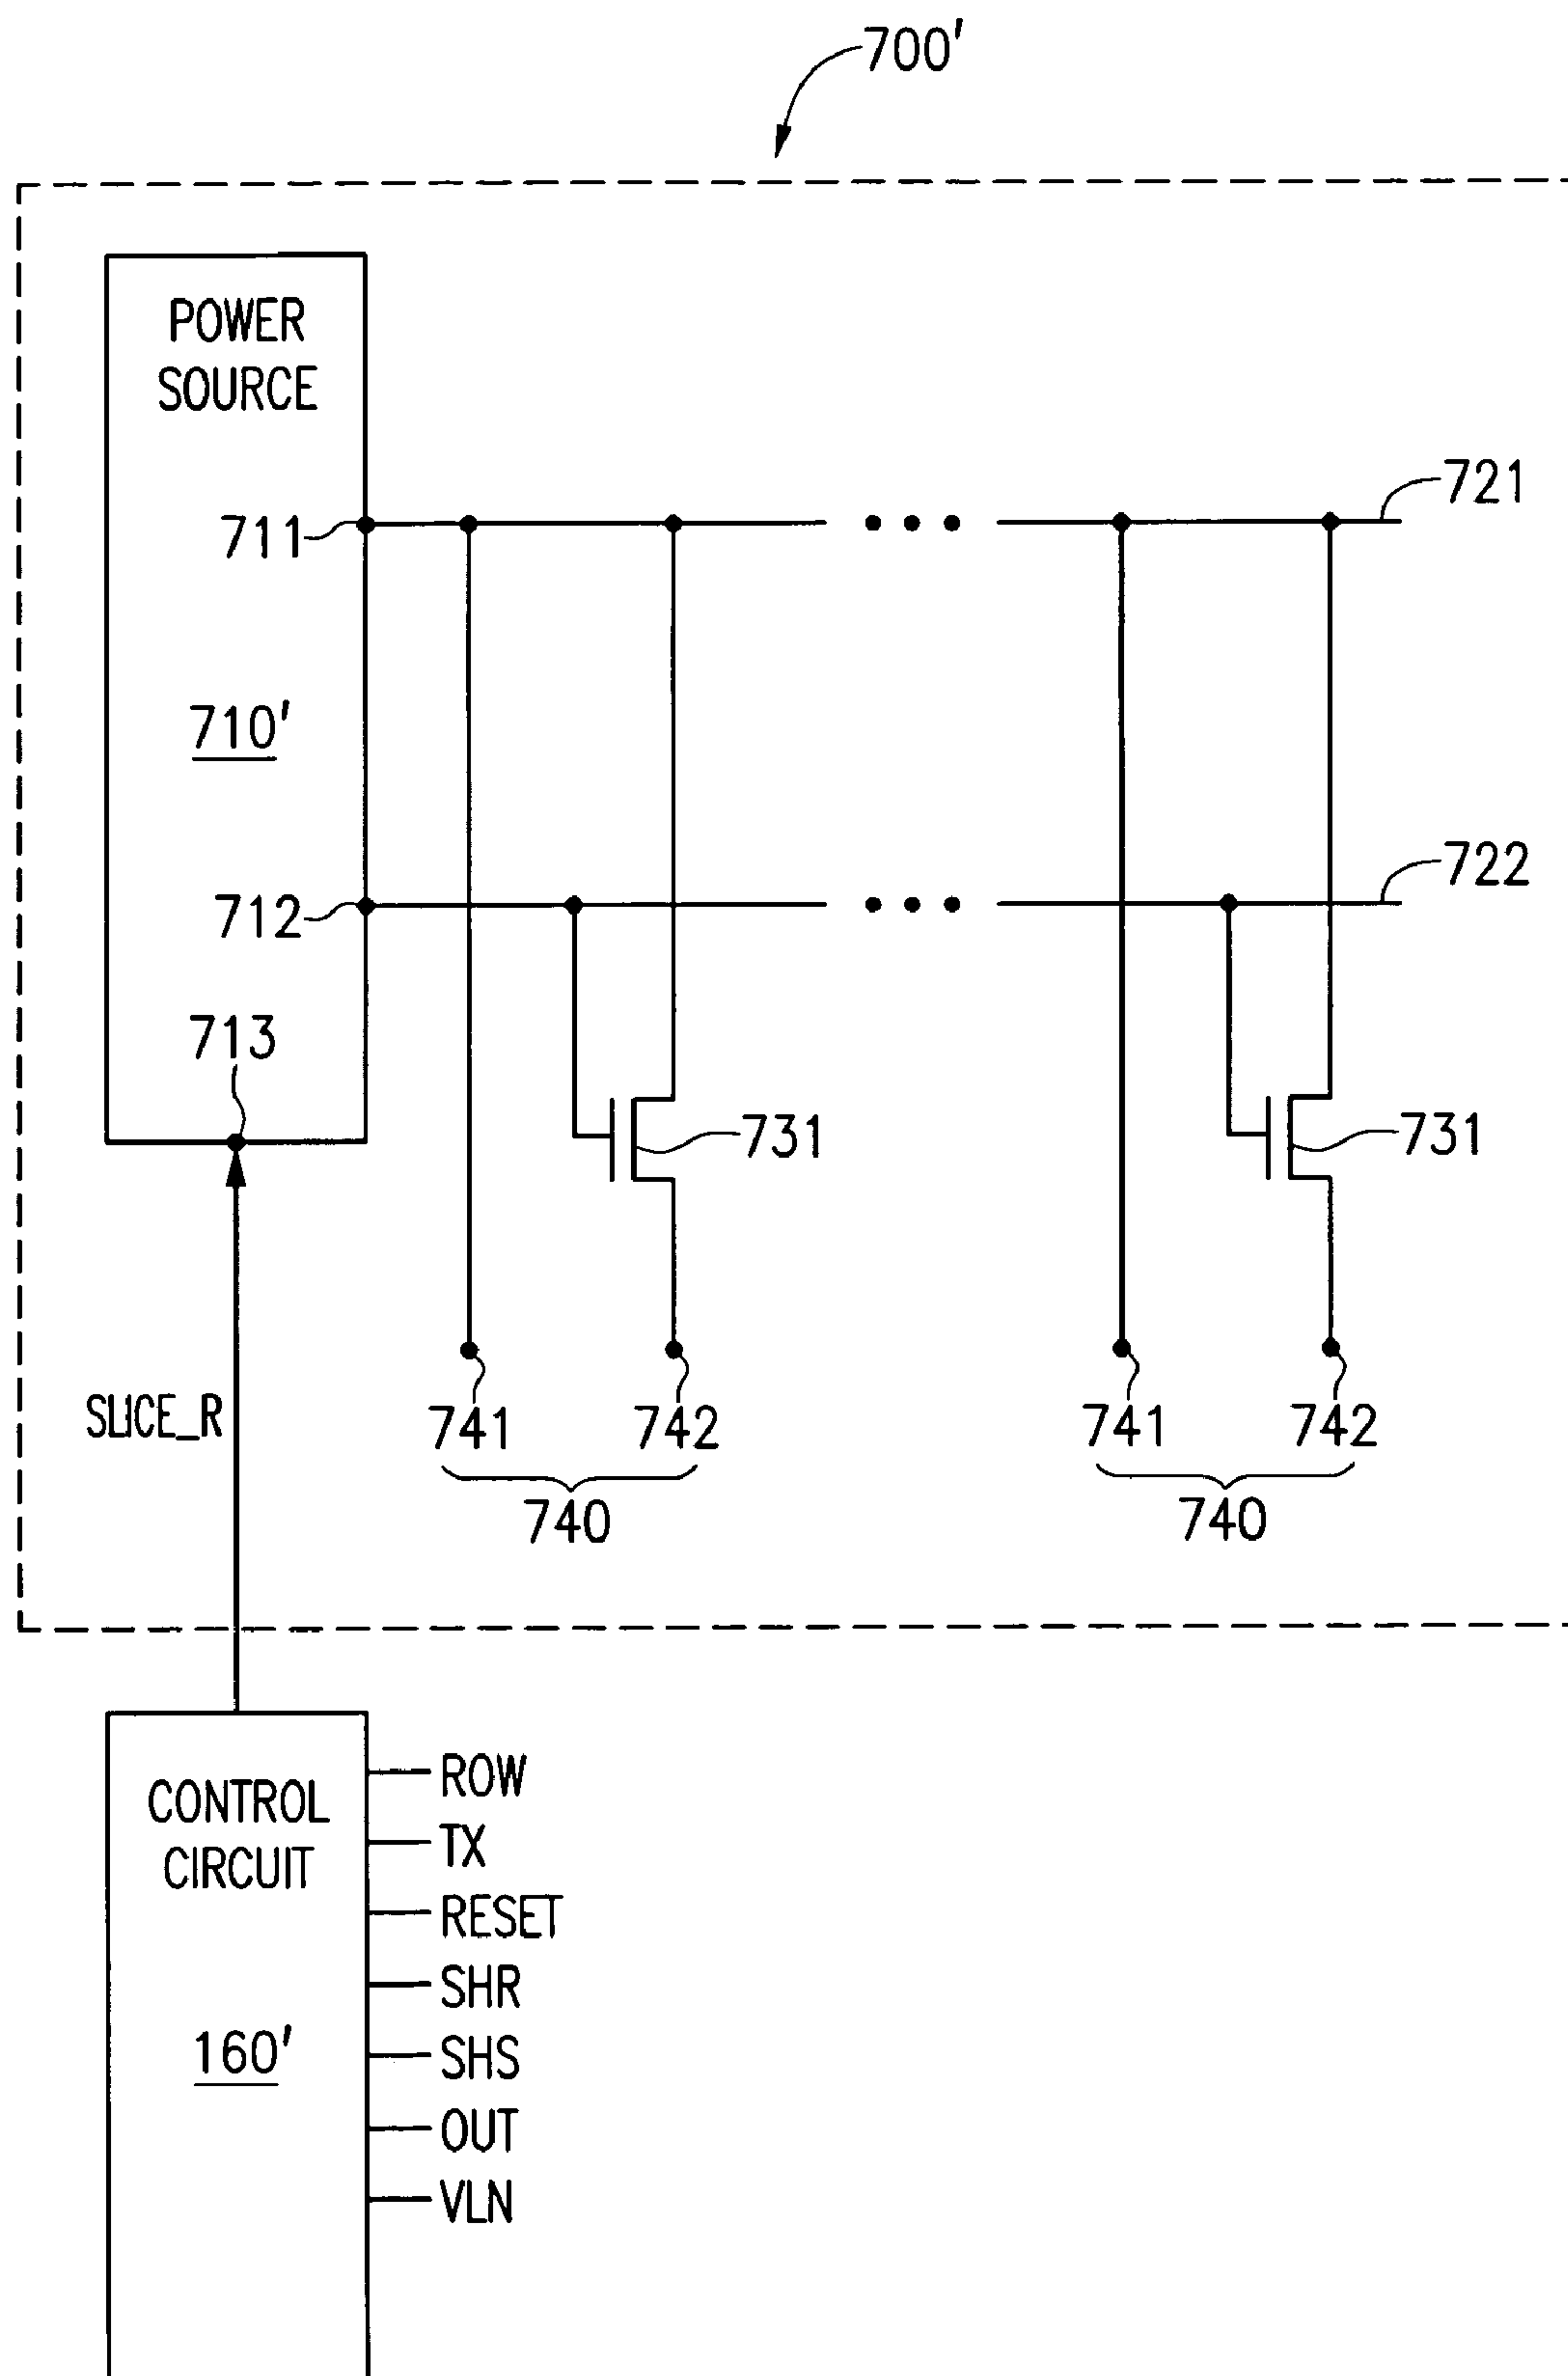 700'
POWER
SOURCE
711
721
710'
712
722
713
731
731
SLICE_R
741
742
741
742
740
740
CONTROL
CIRCUIT
160'
ROW
TX
RESET
SHR
SHS
OUT
VLN